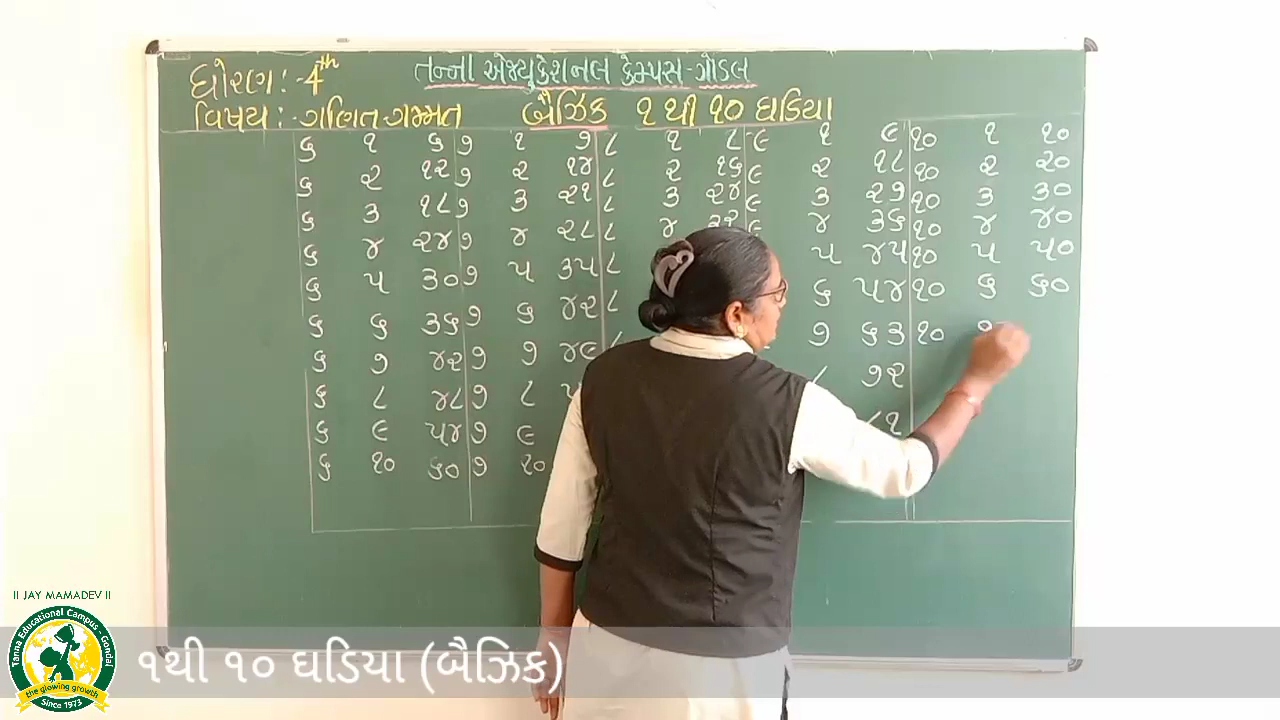 ધોરણ :- 4th
તન્ના એજ્યુકેશનલ કેમ્પસ-ગોંડલ
વિષય :- ગણિત-ગમ્મત
બૈઝિક ૧ થી ૧૦ ઘડિયા
૬ ૧ ૬ ૭ ૧ ૭ ૮ ૧ ૮ ૯ ૧ ૯ ૧૦ ૧ ૧૦
૬ ૨ ૧૨ ૭ ૨ ૧૪ ૮ ૨ ૧૬ ૯ ૨ ૧૮ ૧૦ ૨ ૨૦
૬ ૩ ૧૮ ૭ ૩ ૨૧ ૮ ૩ ૨૪ ૯ ૩ ૨૭ ૧૦ ૩ ૩૦
૬ ૪ ૨૪ ૭ ૪ ૨૮ ૮ ૪ ૩૨ ૯ ૪ ૩૬ ૧૦ ૪ ૪૦
૬ ૫ ૩૦ ૭ ૫ ૩૫ ૮ ૫ ૪૫ ૧૦ ૫ ૫૦
૬ ૬ ૩૬ ૭ ૬ ૪૨ ૮ ૬ ૫૪ ૧૦ ૬ ૬૦
૬ ૭ ૪૨ ૭ ૭ ૪૯ ૭ ૬૩ ૧૦
૬ ૮ ૪૮ ૭ ૮ ૭૨
૬ ૯ ૫૪ ૭ ૯ ૮૧
૬ ૧૦ ૬૦ ૭ ૧૦
II JAY MAMADEV II
Tanna Educational Campus - Gondal
the glowing growth
Since 1973
૧થી ૧૦ ઘડિયા (બૈઝિક)